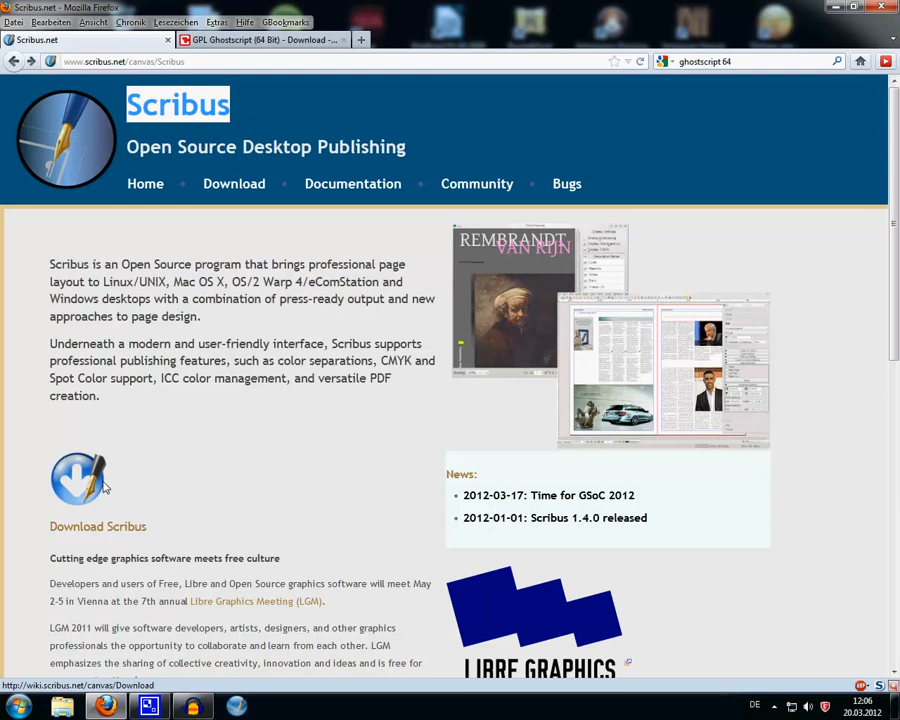 Scribus.net - Mozilla Firefox
Datei Bearbeiten Ansicht Chronik Lesezeichen Extras Hilfe GBookmarks
Scribus.net
GPL Ghostscript (64 Bit) - Download -...
www.scribus.net/canvas/Scribus
ghostscript 64
Scribus
Open Source Desktop Publishing
Home • Download • Documentation • Community • Bugs
Scribus is an Open Source program that brings professional page
layout to Linux/UNIX, Mac OS X, OS/2 Warp 4/eComStation and
Windows desktops with a combination of press-ready output and new
approaches to page design.
Underneath a modern and user-friendly interface, Scribus supports
professional publishing features, such as color separations, CMYK and
Spot Color support, ICC color management, and versatile PDF
creation.
REMBRANDT
VAN RIJN
Download Scribus
Cutting edge graphics software meets free culture
Developers and users of Free, Libre and Open Source graphics software will meet May
2-5 in Vienna at the 7th annual Libre Graphics Meeting (LGM).
LGM 2011 will give software developers, artists, designers, and other graphics
professionals the opportunity to collaborate and learn from each other. LGM
emphasizes the sharing of collective creativity, innovation and ideas and is free for
News:
• 2012-03-17: Time for GSoC 2012
• 2012-01-01: Scribus 1.4.0 released
LIBRE GRAPHICS
http://wiki.scribus.net/canvas/Download
DE
12:06
20.03.2012